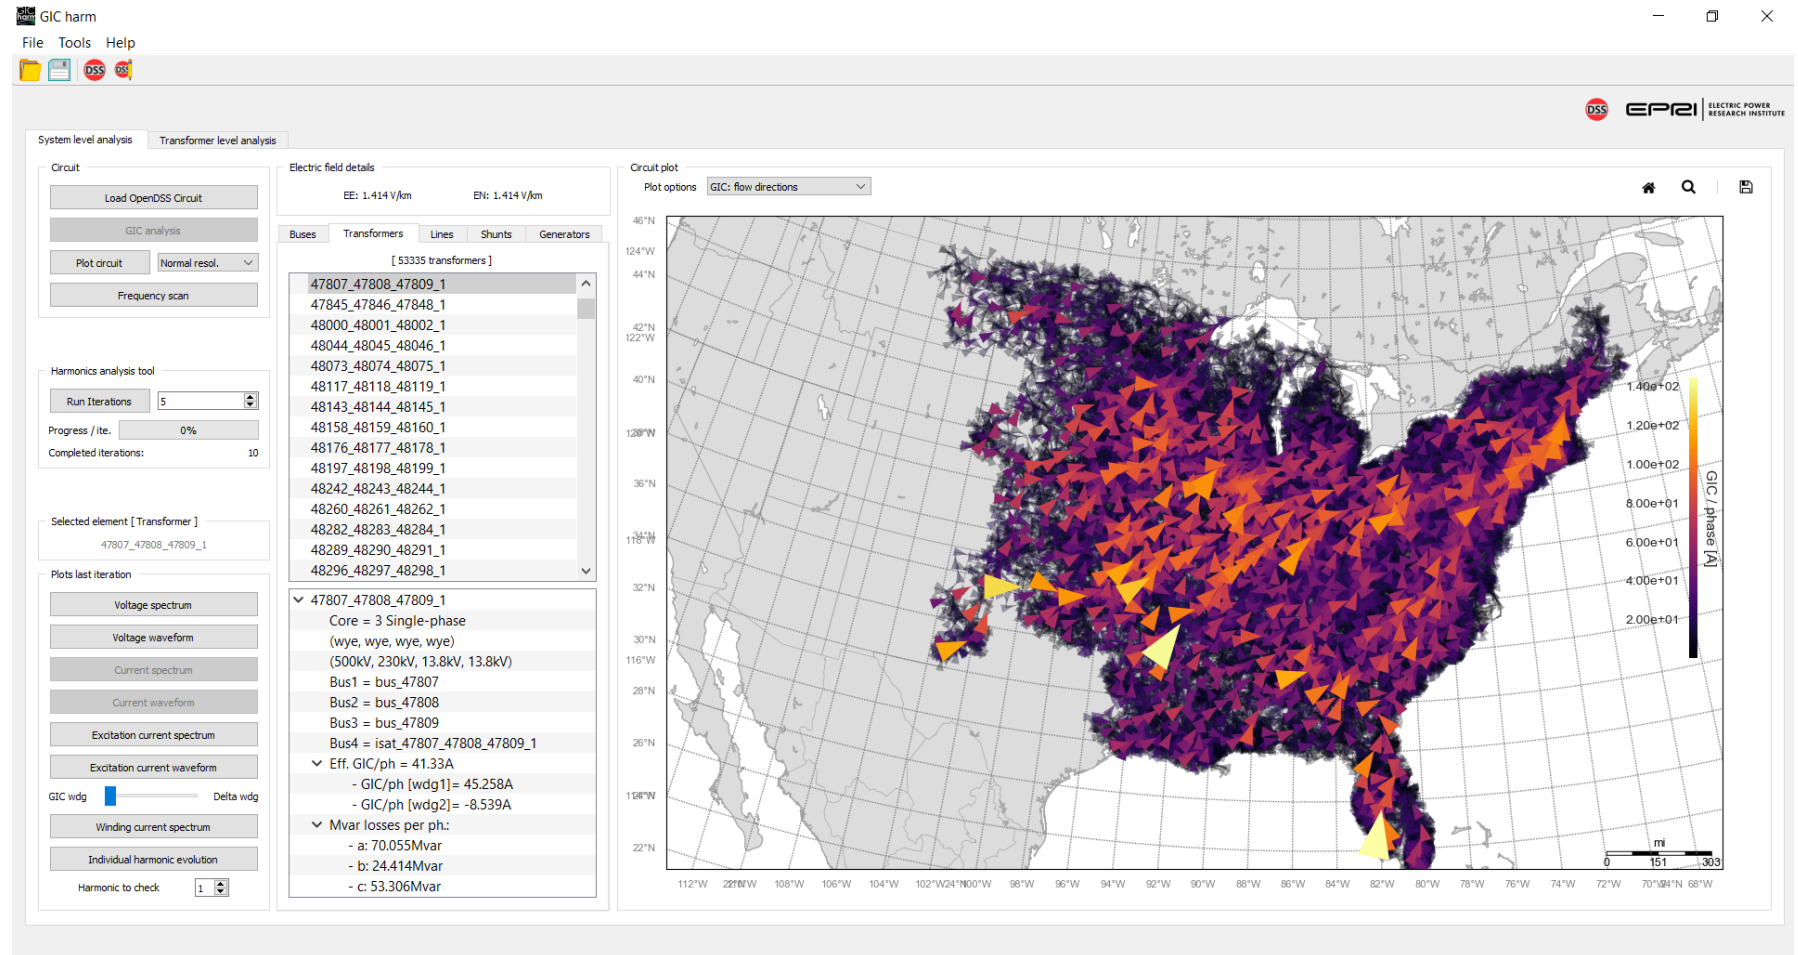 GIC harm
File Tools Help
DSS DSS
DSS EPRI ELECTRIC POWER
RESEARCH INSTITUTE
System level analysis Transformer level analysis
Circuit
Load OpenDSS Circuit
GIC analysis
Plot circuit Normal resol.
Frequency scan
Harmonics analysis tool
Run Iterations 5
Progress / ite. 0%
Completed iterations: 10
Selected element [ Transformer ]
47807_47808_47809_1
Plots last iteration
Voltage spectrum
Voltage waveform
Current spectrum
Current waveform
Excitation current spectrum
Excitation current waveform
GIC wdg Delta wdg
Winding current spectrum
Individual harmonic evolution
Harmonic to check 1
Electric field details
EE: 1.414 V/km EN: 1.414 V/km
Buses Transformers Lines Shunts Generators
[ 53335 transformers ]
47807_47808_47809_1
47845_47846_47848_1
48000_48001_48002_1
48044_48045_48046_1
48073_48074_48075_1
48117_48118_48119_1
48143_48144_48145_1
48158_48159_48160_1
48176_48177_48178_1
48197_48198_48199_1
48242_48243_48244_1
48260_48261_48262_1
48282_48283_48284_1
48289_48290_48291_1
48296_48297_48298_1
47807_47808_47809_1
Core = 3 Single-phase
(wye, wye, wye, wye)
(500kV, 230kV, 13.8kV, 13.8kV)
Bus1 = bus_47807
Bus2 = bus_47808
Bus3 = bus_47809
Bus4 = isat_47807_47808_47809_1
Eff. GIC/ph = 41.33A
- GIC/ph [wdg1]= 45.258A
- GIC/ph [wdg2]= -8.539A
Mvar losses per ph.:
- a: 70.055Mvar
- b: 24.414Mvar
- c: 53.306Mvar
Circuit plot
Plot options GIC: flow directions
46°N
124°W
44°N
42°N
122°W
40°N
36°N
32°N
30°N
116°W
28°N
26°N
22°N
112°W 108°W 106°W 104°W 102°W 100°W 98°W 96°W 94°W 92°W 90°W 88°W 86°W 84°W 82°W 80°W 78°W 76°W 74°W 72°W 68°W
1.40e+02
1.20e+02
1.00e+02
8.00e+01
6.00e+01
4.00e+01
2.00e+01
GIC / phase [A]
mi
0 151 303